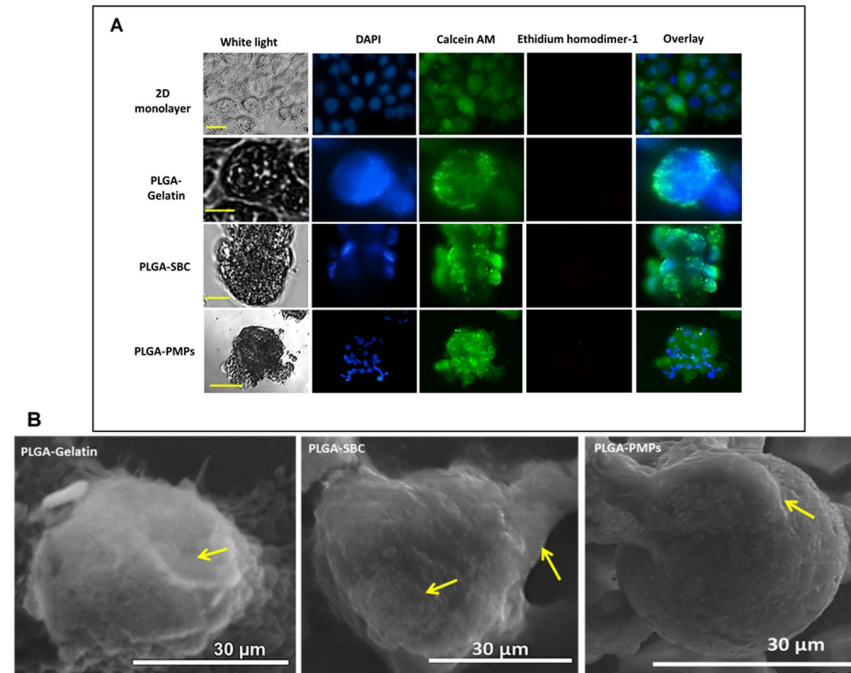 A
White light DAPI Calcein AM Ethidium homodimer-1 Overlay
2D
monolayer
PLGA-
Gelatin
PLGA-SBC
PLGA-PMPs
B
PLGA-Gelatin PLGA-SBC PLGA-PMPs
30 µm 30 µm 30 µm